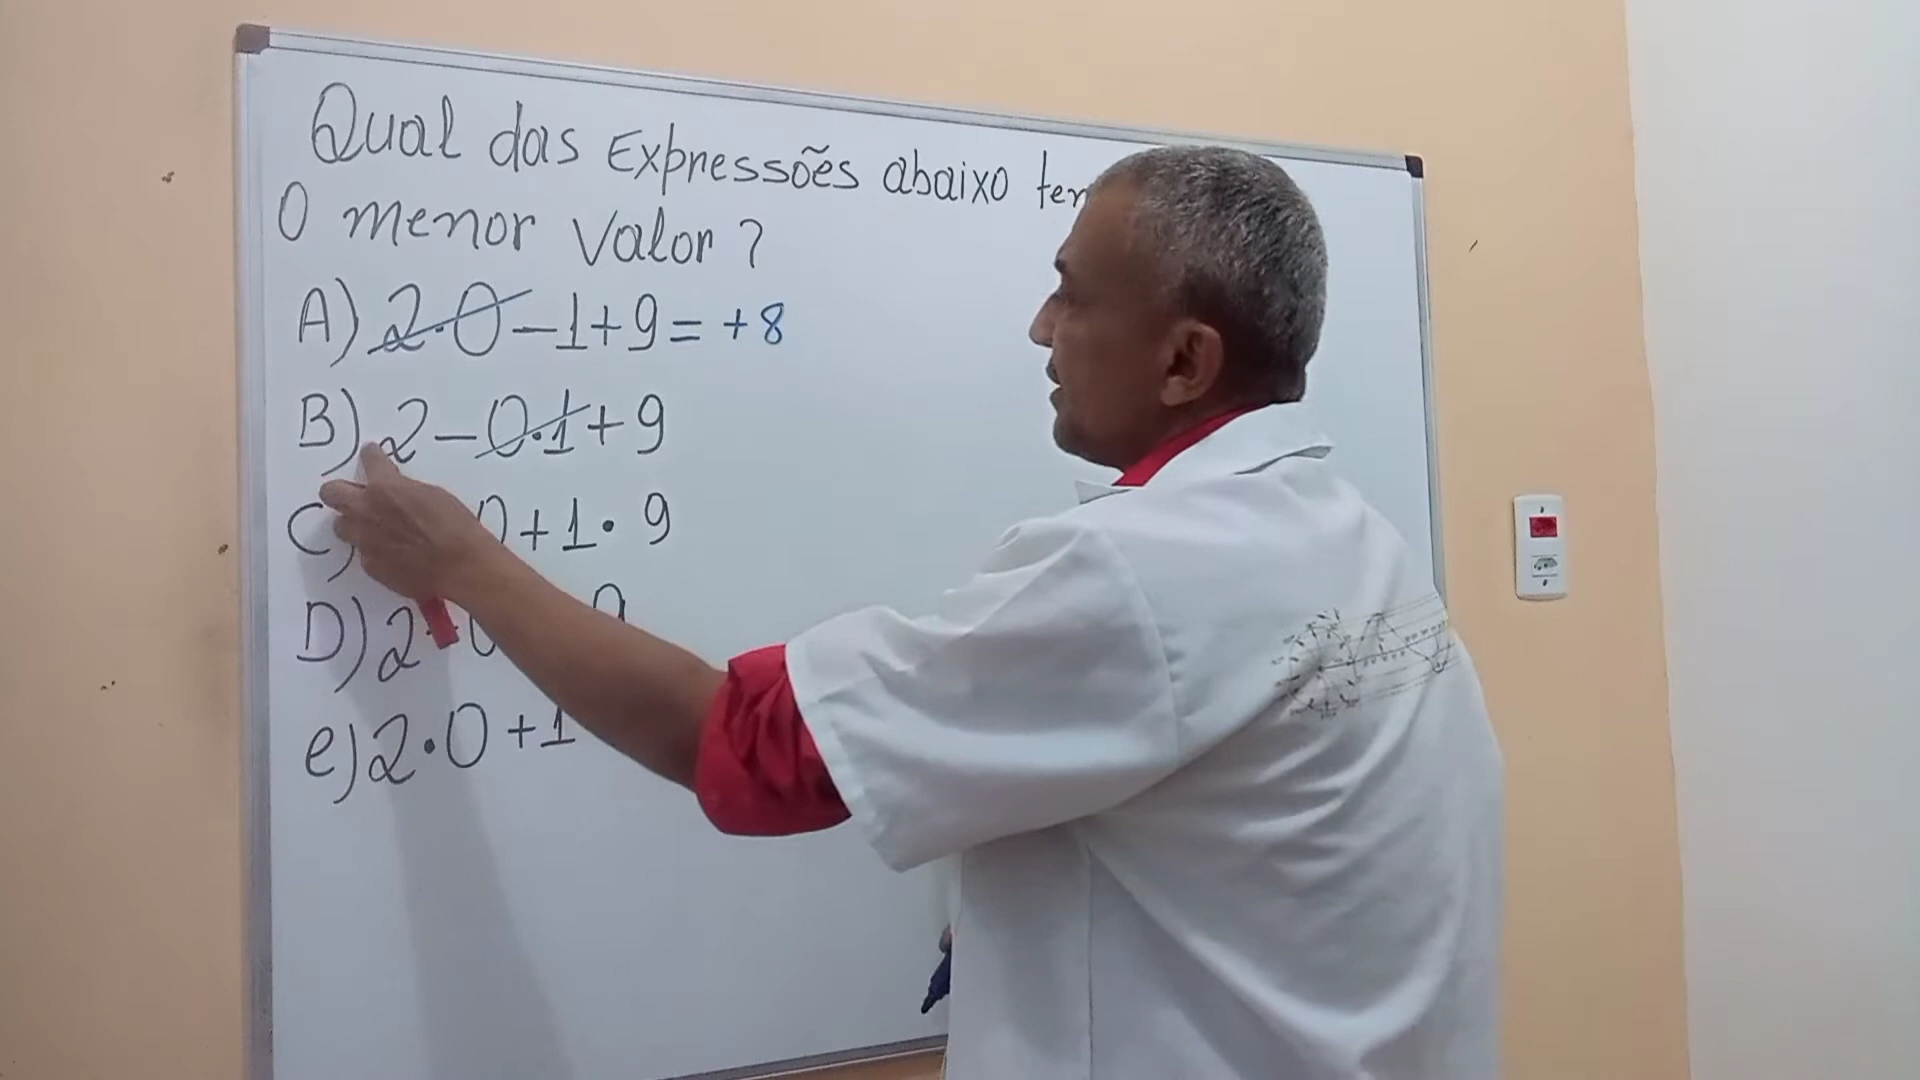 Qual das Expressões abaixo
O menor valor ?
A) 2·0-1+9= +8
B) 2-0·1+9
C) 0+1·9
D) 2
e) 2·0+1